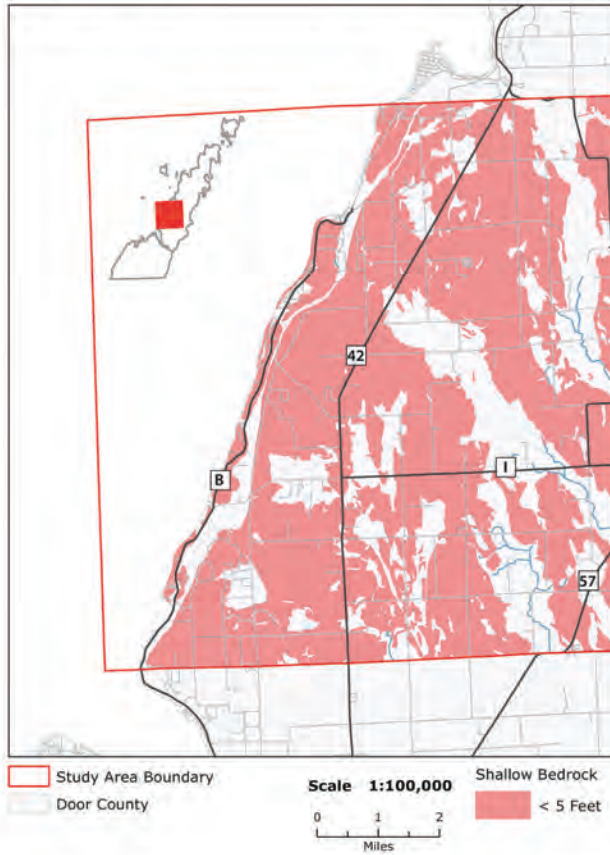 42
B
I
57
Study Area Boundary
Door County
Scale 1:100,000
0 1 2
Miles
Shallow Bedrock
< 5 Feet